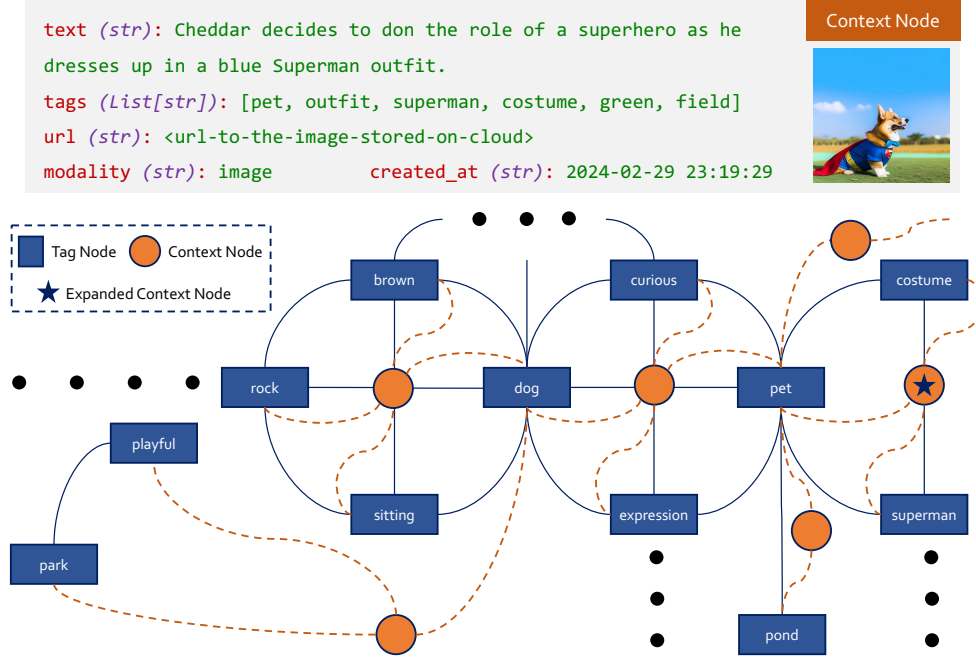 text (str): Cheddar decides to don the role of a superhero as he
dresses up in a blue Superman outfit.
tags (List[str]): [pet, outfit, superman, costume, green, field]
url (str): <url-to-the-image-stored-on-cloud>
modality (str): image created_at (str): 2024-02-29 23:19:29
Context Node
Tag Node
Context Node
Expanded Context Node
brown
curious
costume
rock
dog
pet
playful
sitting
expression
superman
park
pond